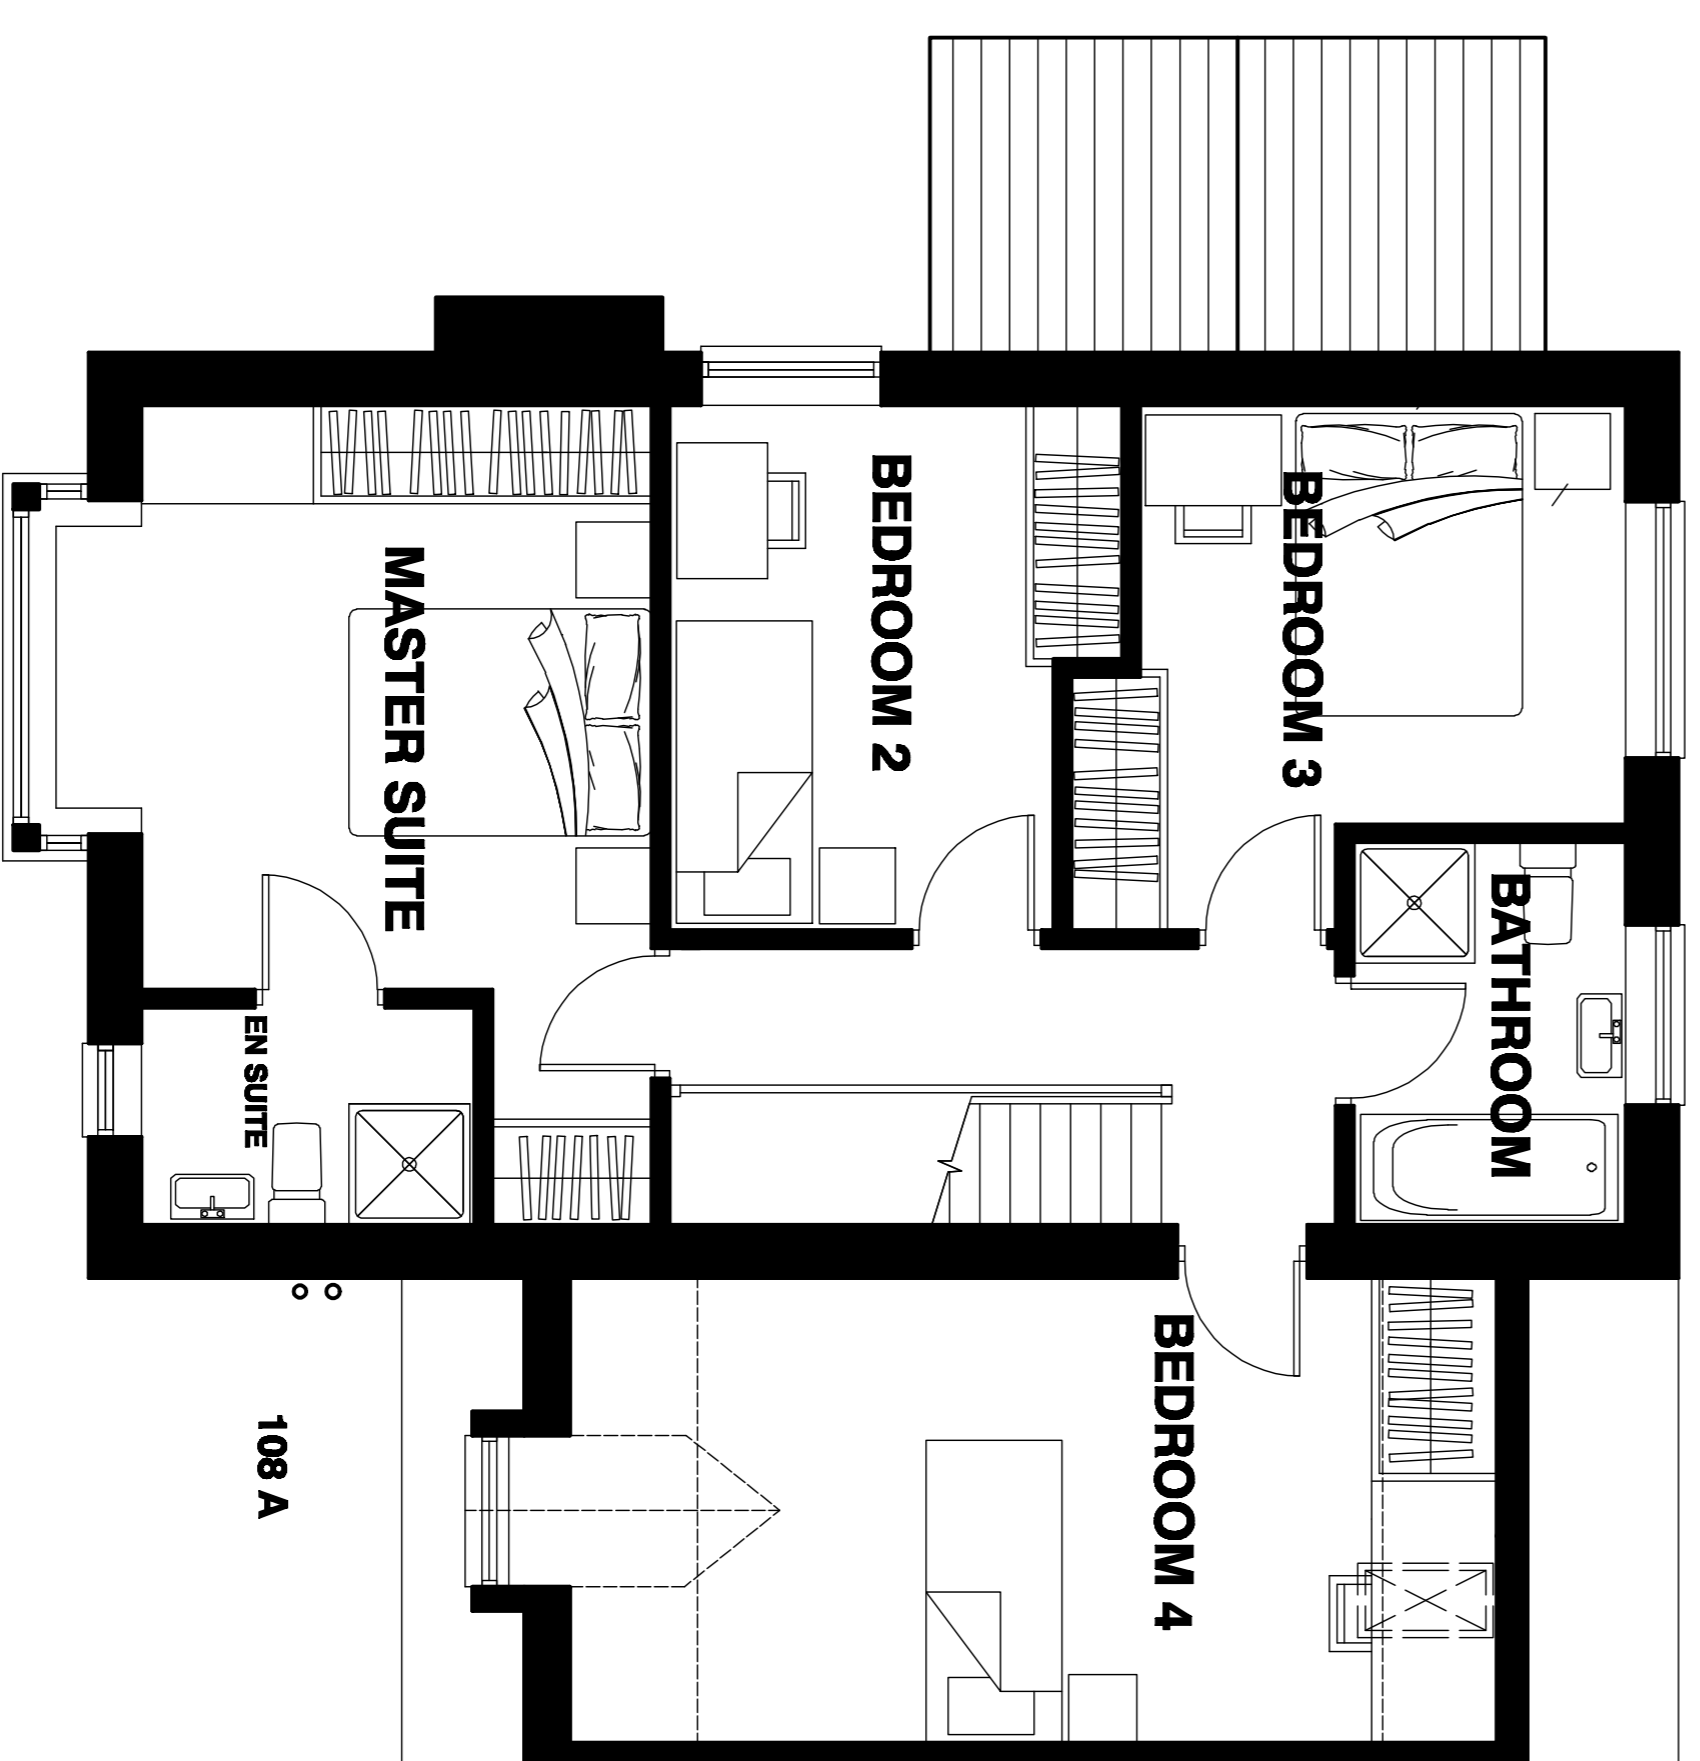 BEDROOM 3
BATHROOM
BEDROOM 2
BEDROOM 4
MASTER SUITE
EN SUITE
108 A